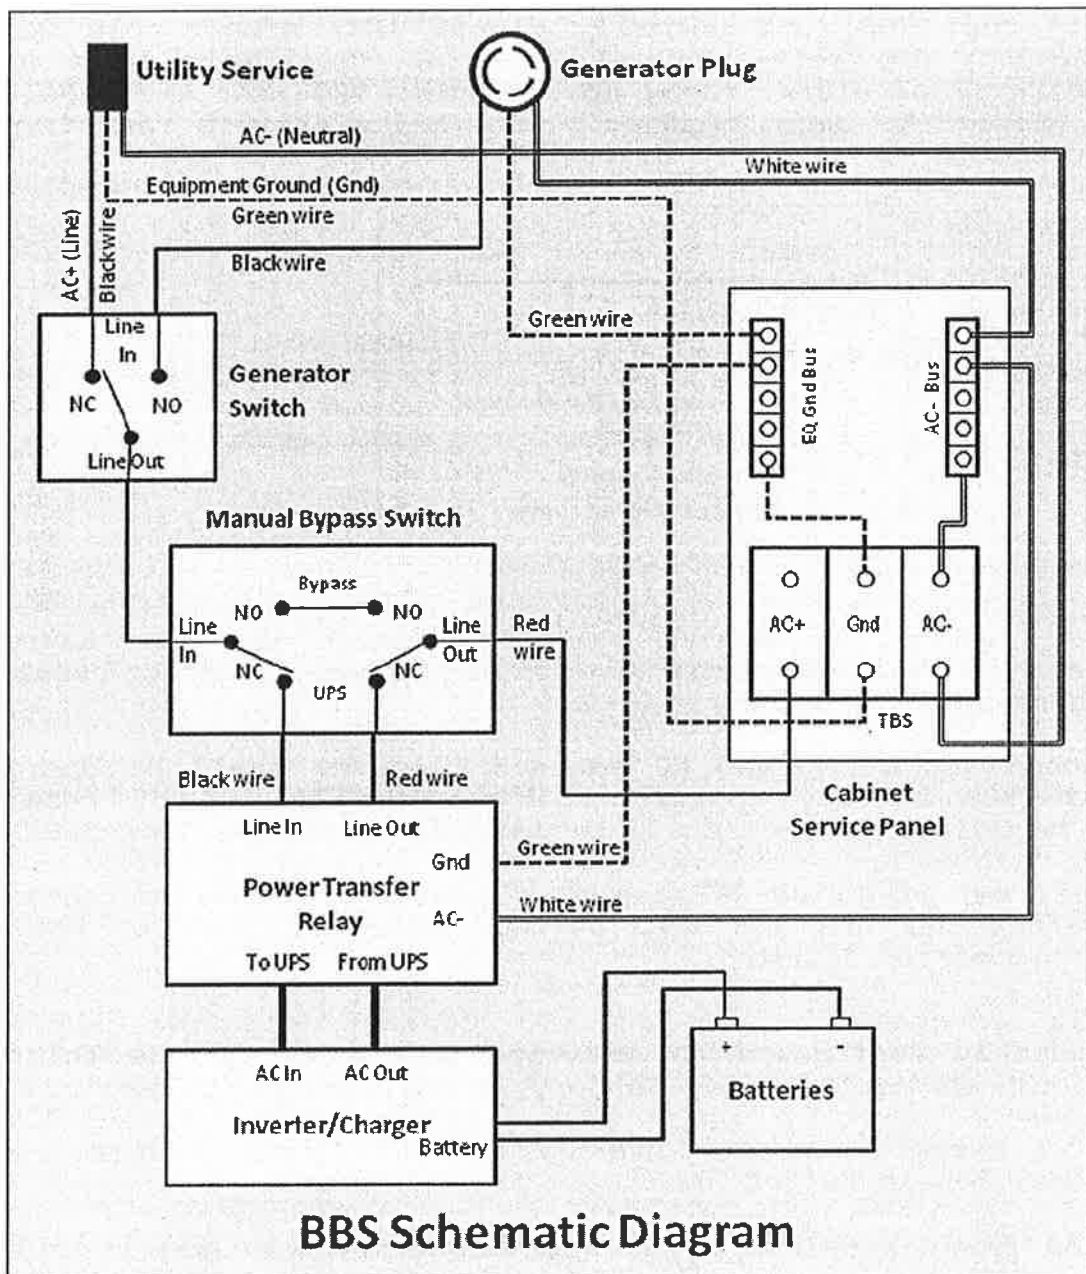 Utility Service
Generator Plug
AC- (Neutral)
White wire
Equipment Ground (Gnd)
Green wire
AC+ (Line)
Black wire
Black wire
Line
In
NC
NO
Line Out
Generator
Switch
Green wire
EQ Gnd Bus
AC- Bus
Manual Bypass Switch
Bypass
NO
NO
Line
In
Line
Out
NC
NC
UPS
Red
wire
AC+
Gnd
AC-
TBS
Cabinet
Service Panel
Black wire
Red wire
Line In
Line Out
Gnd
Green wire
Power Transfer
Relay
AC-
White wire
To UPS
From UPS
AC In
AC Out
Inverter/Charger
Battery
+
-
Batteries
BBS Schematic Diagram